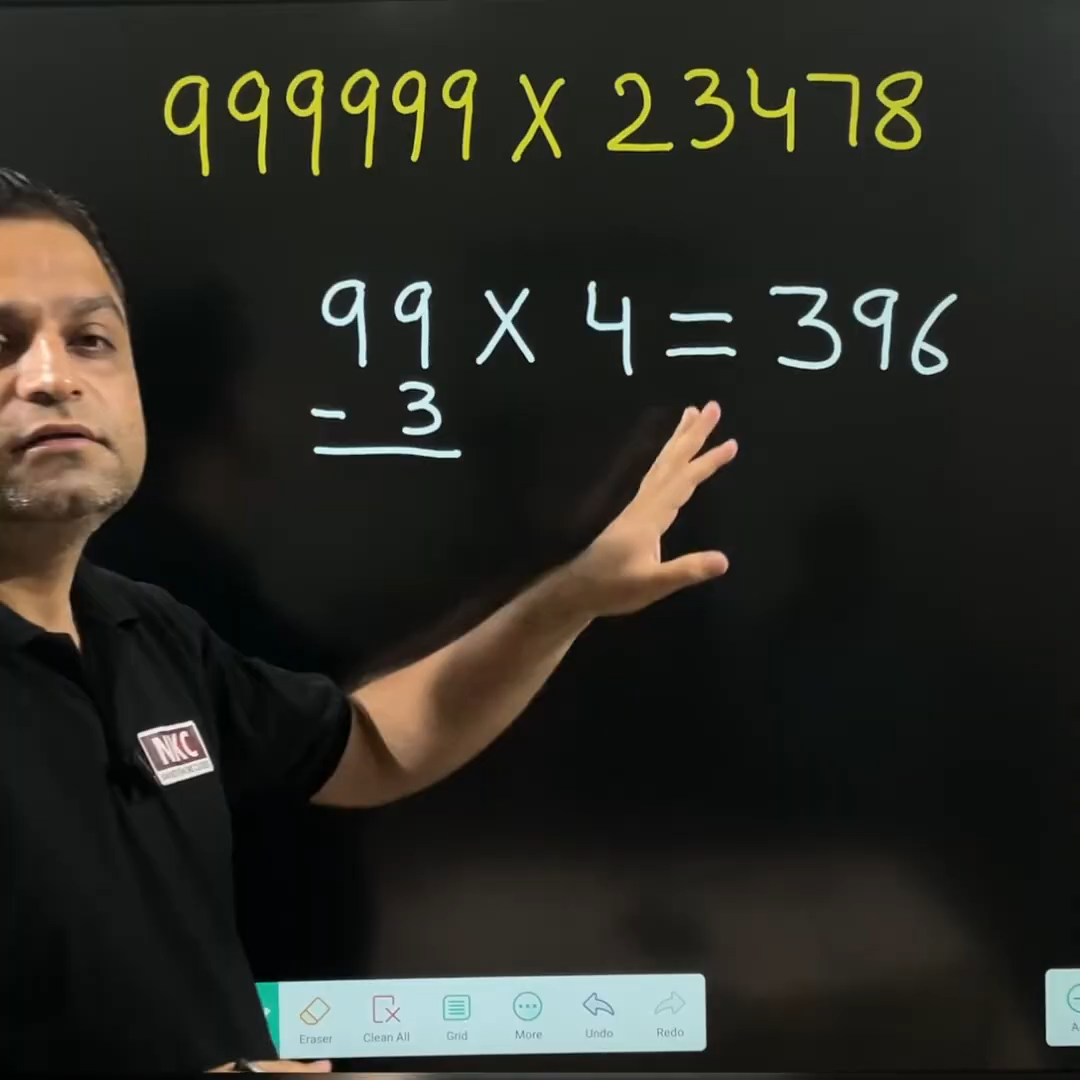 999999 X 23478
99 X 4 = 396
- 3
NKC
Eraser
Clean All
Grid
More
Undo
Redo